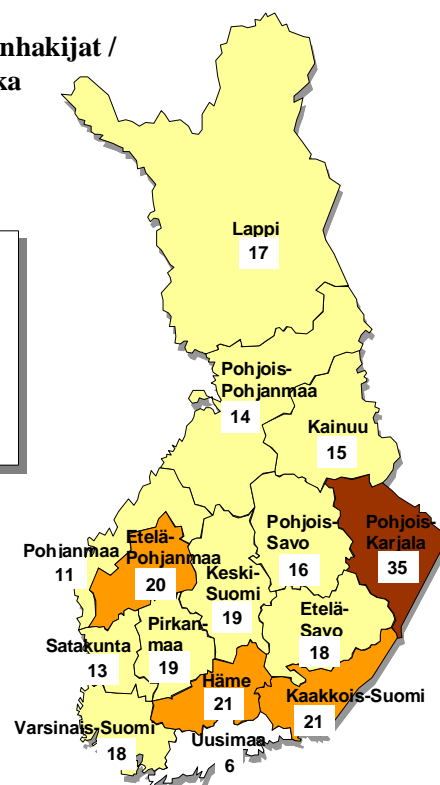 nhakijat /
ka
Lappi
17
Pohjois-
Pohjanmaa
14
Kainuu
15
Pohjois-
Karjala
35
Pohjois-
Savo
16
Etelä-
Pohjanmaa
20
Pohjanmaa
11
Keski-
Suomi
19
Etelä-
Savo
18
Pirkan-
maa
19
Satakunta
13
Häme
21
Kaakkois-Suomi
21
Varsinais-Suomi
18
Uusimaa
6